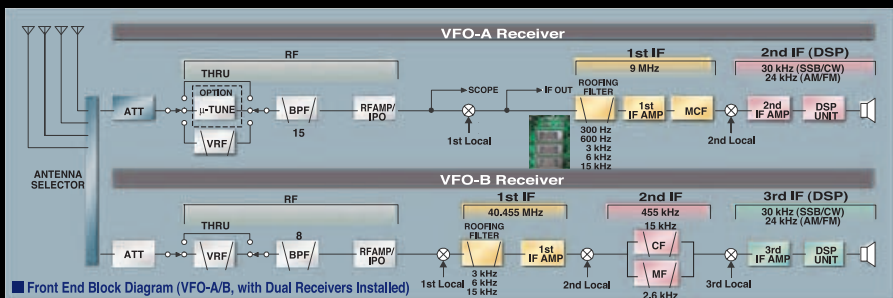 VFO-A Receiver
RF
1st IF
9 MHz
2nd IF (DSP)
30 kHz (SSB/CW)
24 kHz (AM/FM)
THRU
OPTION
μ-TUNE
VRF
ATT
BPF
15
RFAMP/
IPO
SCOPE
1st Local
IF OUT
ROOFING
FILTER
300 Hz
600 Hz
3 kHz
6 kHz
15 kHz
1st
IF AMP
MCF
2nd Local
2nd
IF AMP
DSP
UNIT
ANTENNA
SELECTOR
VFO-B Receiver
RF
1st IF
40.455 MHz
2nd IF
455 kHz
3rd IF (DSP)
30 kHz (SSB/CW)
24 kHz (AM/FM)
ATT
THRU
VRF
8
BPF
RFAMP/
IPO
1st Local
ROOFING
FILTER
3 kHz
6 kHz
15 kHz
1st
IF AMP
2nd Local
15 kHz
CF
MF
2.6 kHz
3rd Local
3rd
IF AMP
DSP
UNIT
Front End Block Diagram (VFO-A/B, with Dual Receivers Installed)